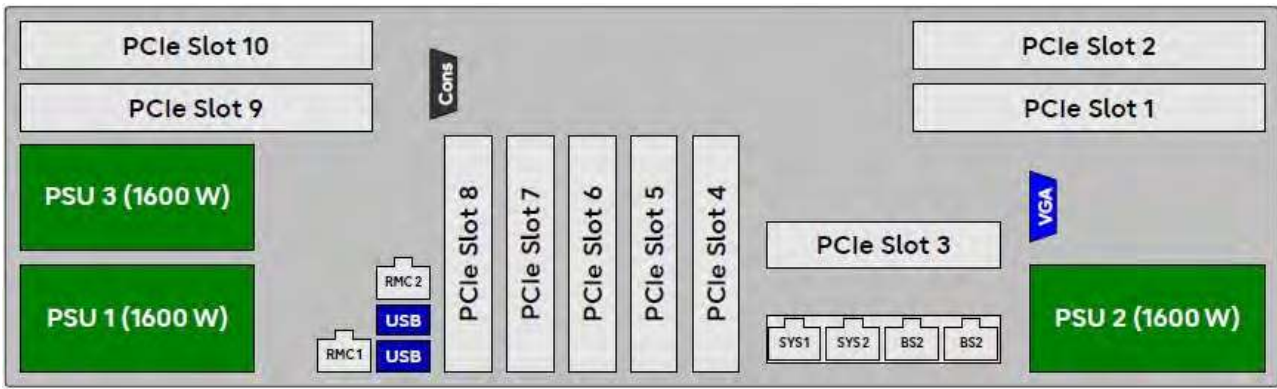 PCIe Slot 10
PCIe Slot 2
Cons
PCIe Slot 9
PCIe Slot 1
PSU 3 (1600 W)
PCIe Slot 8
PCIe Slot 7
PCIe Slot 6
PCIe Slot 5
PCIe Slot 4
VGA
PCIe Slot 3
RMC 2
PSU 1 (1600 W)
USB
PSU 2 (1600 W)
RMC1
USB
SYS1
SYS 2
BS2
BS2